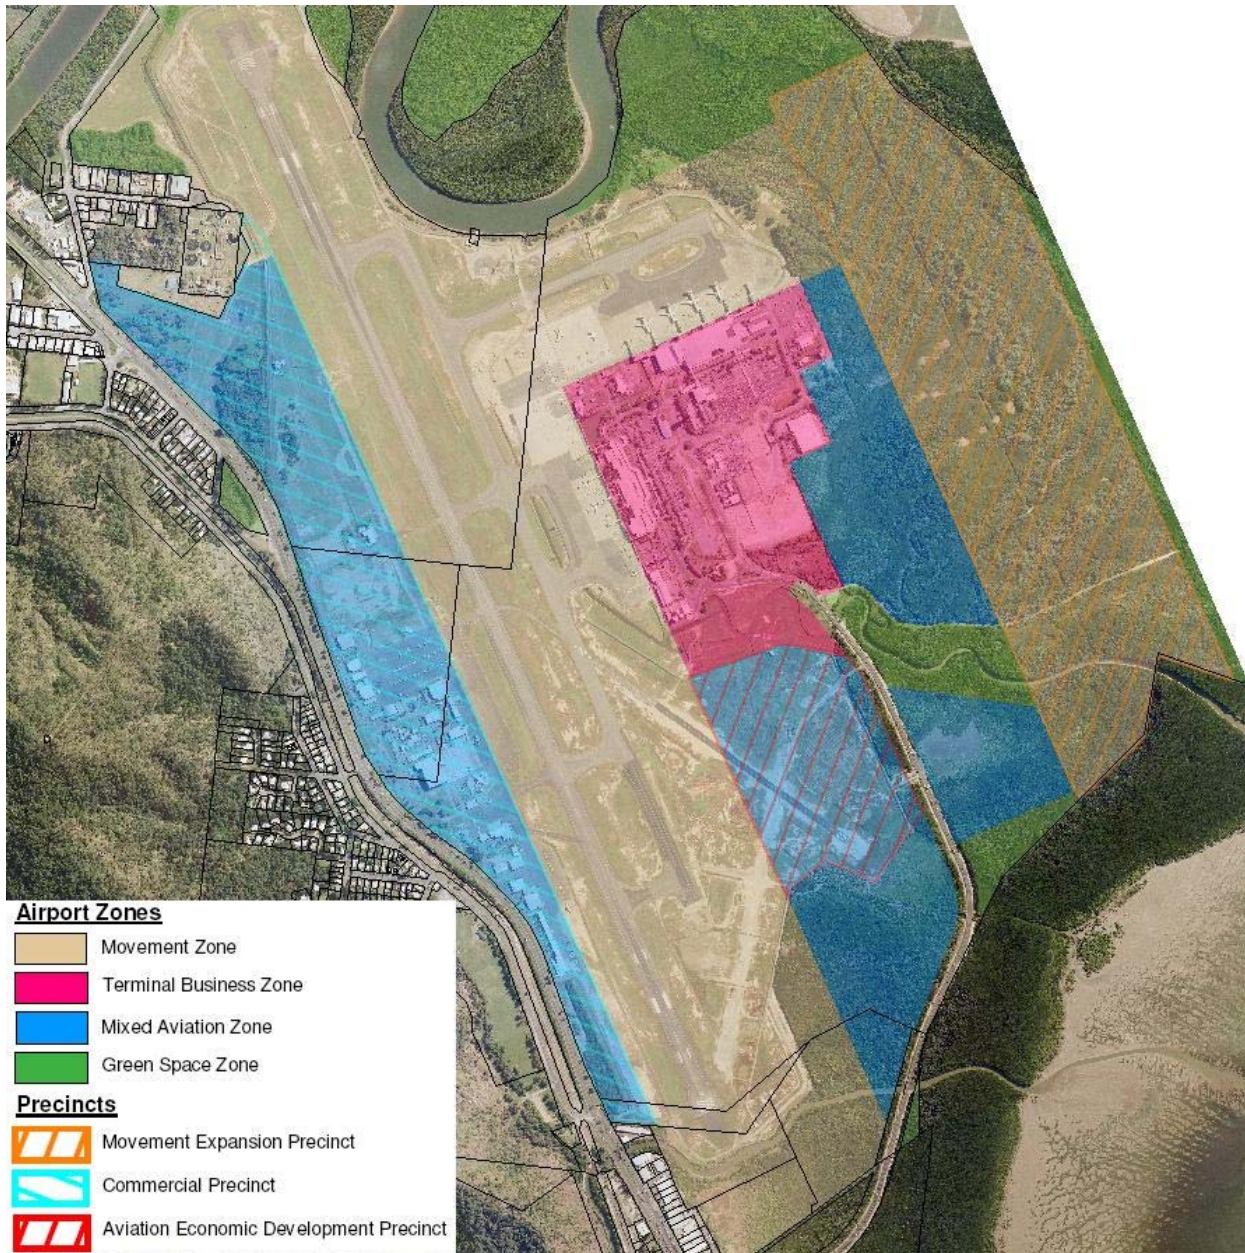 Airport Zones
Movement Zone
Terminal Business Zone
Mixed Aviation Zone
Green Space Zone
Precincts
Movement Expansion Precinct
Commercial Precinct
Aviation Economic Development Precinct